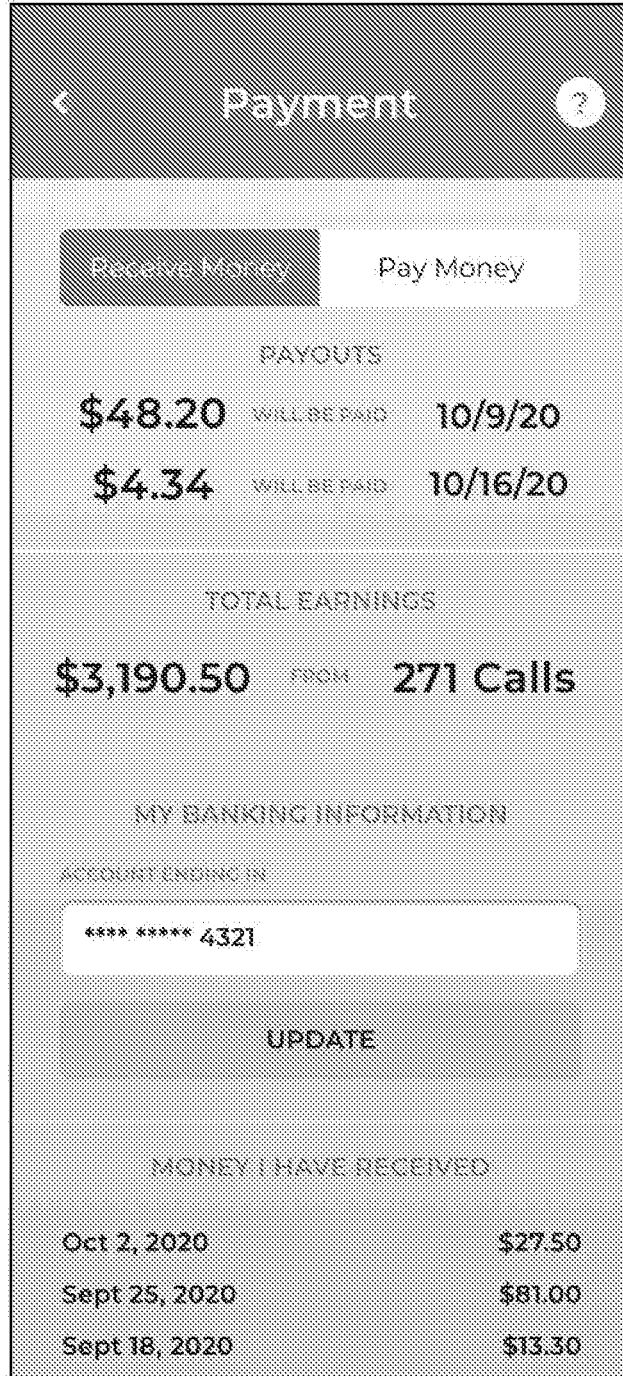 < Payment ?
Receive Money Pay Money
PAYOUTS
$48.20 WILL BE PAID 10/9/20
$4.34 WILL BE PAID 10/16/20
TOTAL EARNINGS
$3,190.50 FROM 271 Calls
MY BANKING INFORMATION
ACCOUNT ENDING IN
**** ***** 4321
UPDATE
MONEY I HAVE RECEIVED
Oct 2, 2020 $27.50
Sept 25, 2020 $81.00
Sept 18, 2020 $13.30